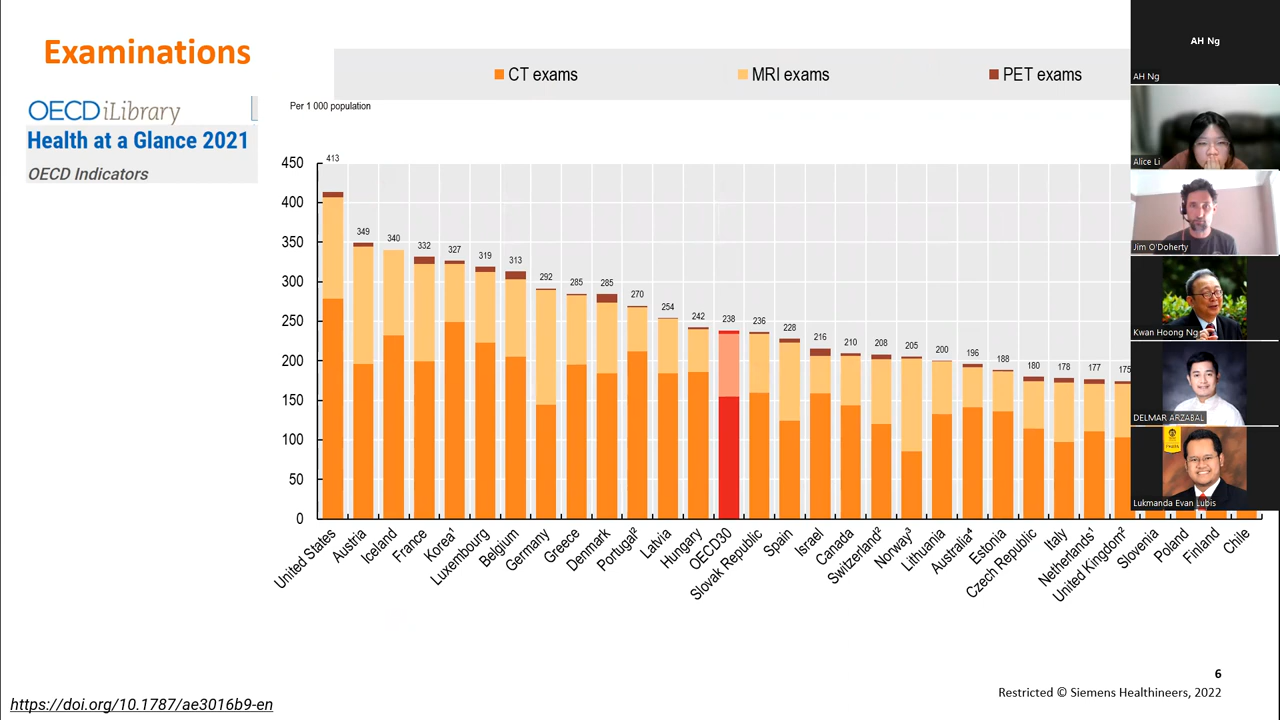 Examinations
OECD iLibrary
Health at a Glance 2021
OECD Indicators
CT exams
MRI exams
PET exams
Per 1 000 population
450
400
350
300
250
200
150
100
50
0
413
349
340
332
327
319
313
292
285
285
270
254
242
238
236
228
216
210
208
205
200
196
188
180
178
177
175
United States
Austria
Iceland
France
Korea¹
Luxembourg
Belgium
Germany
Greece
Denmark
Portugal²
Latvia
Hungary
OECD30
Slovak Republic
Spain
Israel
Canada
Switzerland²
Norway³
Lithuania
Australia⁴
Estonia
Czech Republic
Italy
Netherlands¹
United Kingdom²
Slovenia
Poland
Finland
Chile
AH Ng
AH Ng
Alice Li
Jim O'Doherty
Kwan Hoong Ng
DELMAR ARZABAL
Lukmanda Evan Lubis
6
Restricted © Siemens Healthineers, 2022
https://doi.org/10.1787/ae3016b9-en